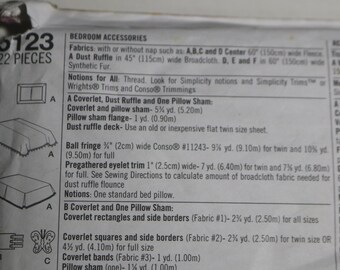 5123
22 PIECES
BEDROOM ACCESSORIES
Fabrics: with or without nap such as: A,B,C and D Center 60" (150cm) wide Fleece.
A Dust Ruffle in 45" (115cm) wide Broadcloth. D, E and F in 60" (150cm) wide
Synthetic Fur.
Notions for All: Thread. Look for Simplicity notions and Simplicity Trims™ or
Wrights® Trims and Conso® Trimmings
A Coverlet, Dust Ruffle and One Pillow Sham:
Coverlet and pillow sham- 5¾ yd. (5.20m)
Pillow sham flange- 1 yd. (0.90m)
Dust ruffle deck- Use an old or inexpensive flat twin size sheet.
Ball fringe ¾" (2cm) wide Conso® #11243- 9¾ yd. (9.10m) for twin and 10⅜ yd.
(9.50m) for full
Pregathered eyelet trim 1" (2.5cm) wide- 7 yd. (6.40m) for twin and 7⅜ yd. (6.80m)
for full. See Sewing Directions to calculate amount of broadcloth fabric needed
for dust ruffle flounce
Notions: One standard bed pillow.
B Coverlet and One Pillow Sham:
Coverlet rectangles and side borders (Fabric #1)- 2¾ yd. (2.50m) for all sizes
Coverlet squares and side borders (Fabric #2)- 2¾ yd. (2.50m) for twin size OR
4½ yd. (4.10m) for full size
Coverlet bands (Fabric #3)- 1 yd. (1.00m)
Pillow sham (one)- 1⅛ yd. (1.00m)
A
A
C